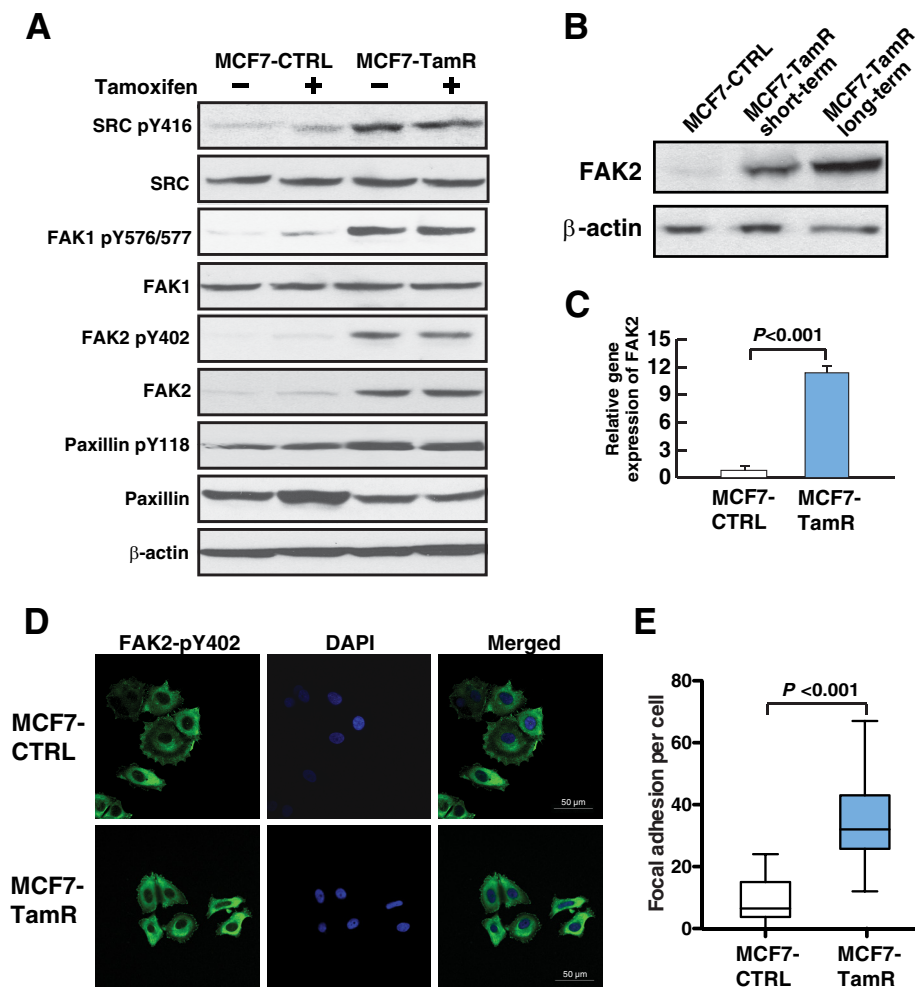 A
MCF7-CTRL MCF7-TamR
Tamoxifen − + − +
SRC pY416
SRC
FAK1 pY576/577
FAK1
FAK2 pY402
FAK2
Paxillin pY118
Paxillin
β-actin
B
MCF7-CTRL
MCF7-TamR
short-term
MCF7-TamR
long-term
FAK2
β-actin
C
Relative gene
expression of FAK2
P<0.001
15
12
9
6
3
0
MCF7-
CTRL
MCF7-
TamR
D
FAK2-pY402 DAPI Merged
MCF7-
CTRL
50 µm
MCF7-
TamR
50 µm
E
Focal adhesion per cell
P <0.001
80
60
40
20
0
MCF7-
CTRL
MCF7-
TamR